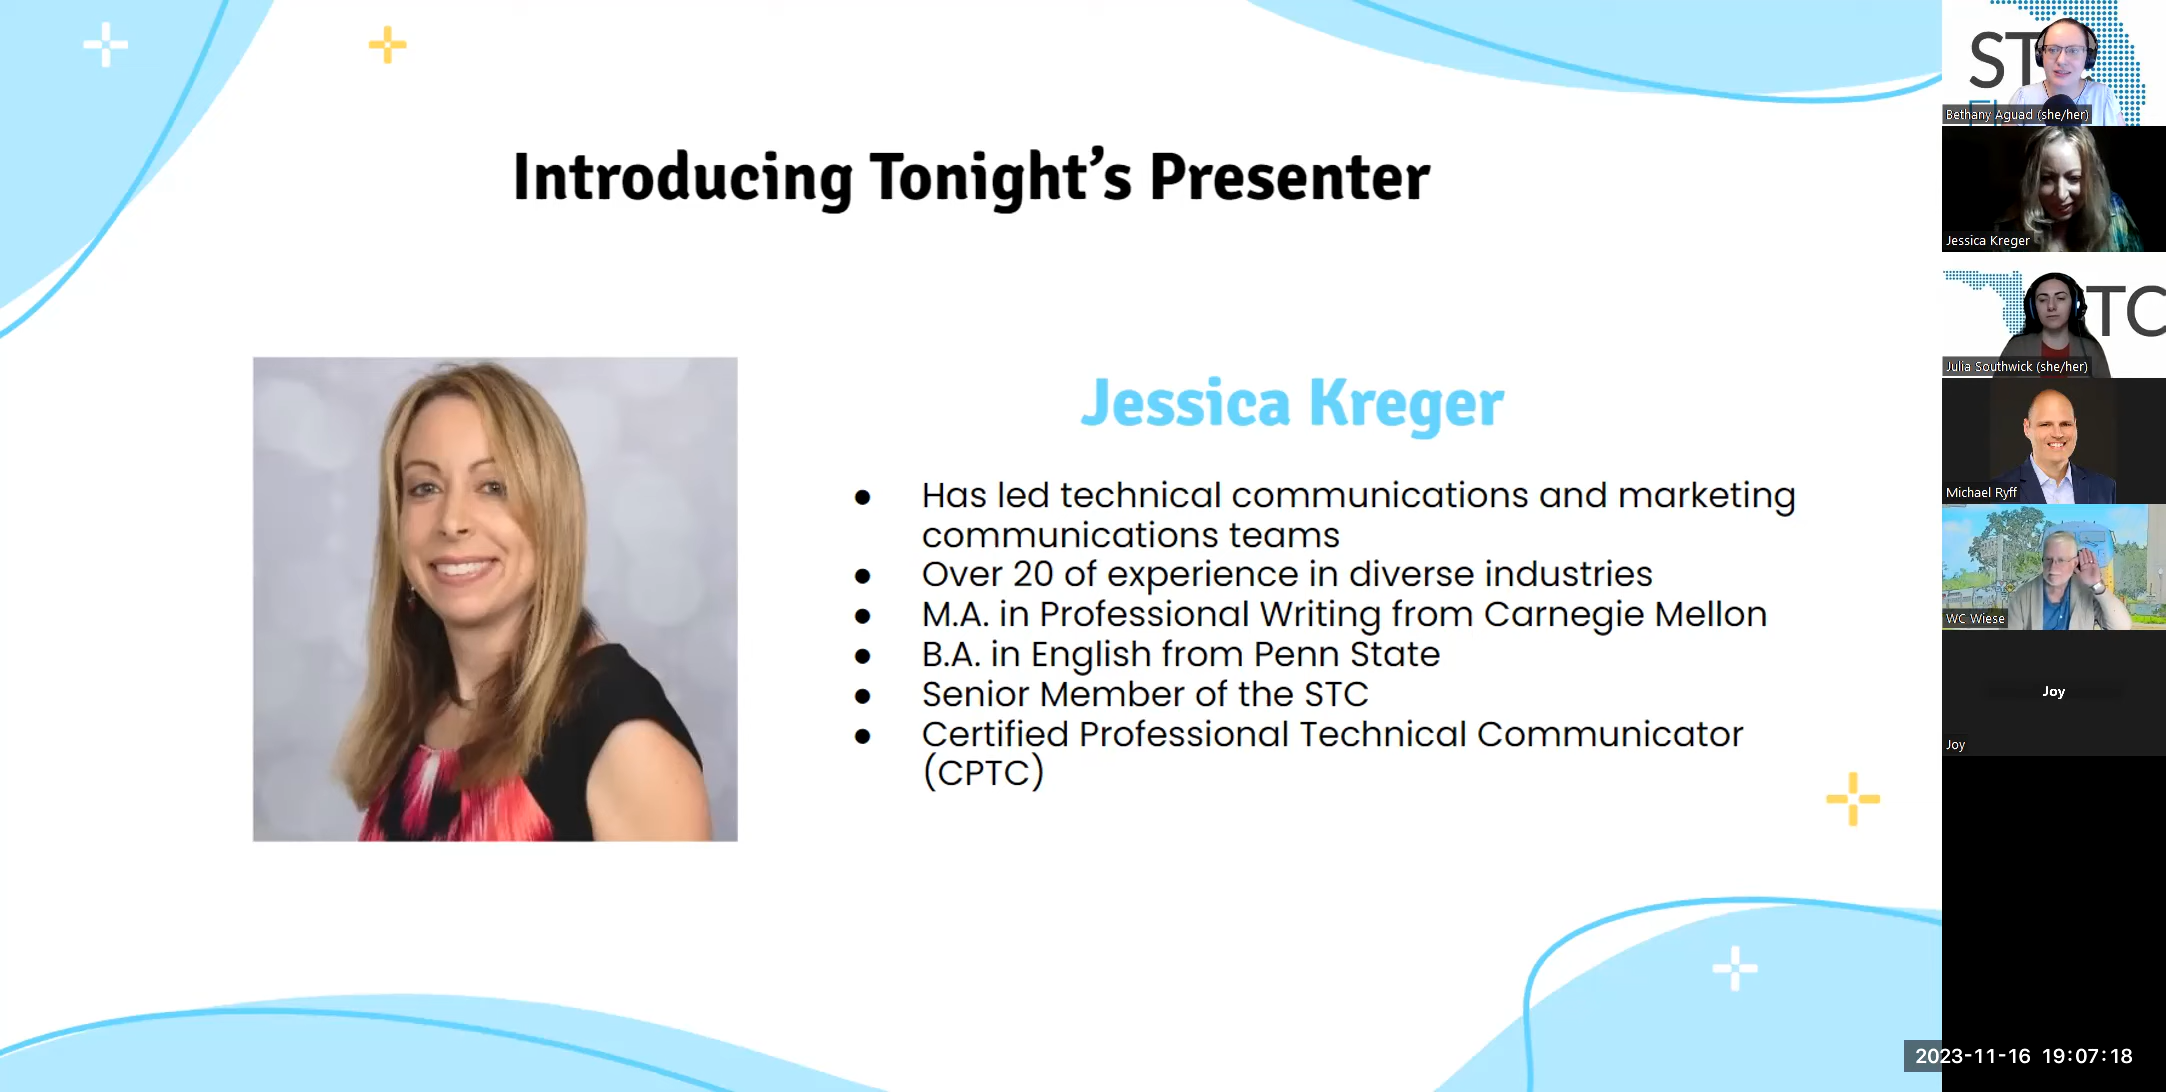 Introducing Tonight's Presenter
Jessica Kreger
● Has led technical communications and marketing
communications teams
● Over 20 of experience in diverse industries
● M.A. in Professional Writing from Carnegie Mellon
● B.A. in English from Penn State
● Senior Member of the STC
● Certified Professional Technical Communicator
(CPTC)
Bethany Aguad (she/her)
Jessica Kreger
TC
Julia Southwick (she/her)
Michael Ryff
WC Wiese
Joy
Joy
2023-11-16 19:07:18